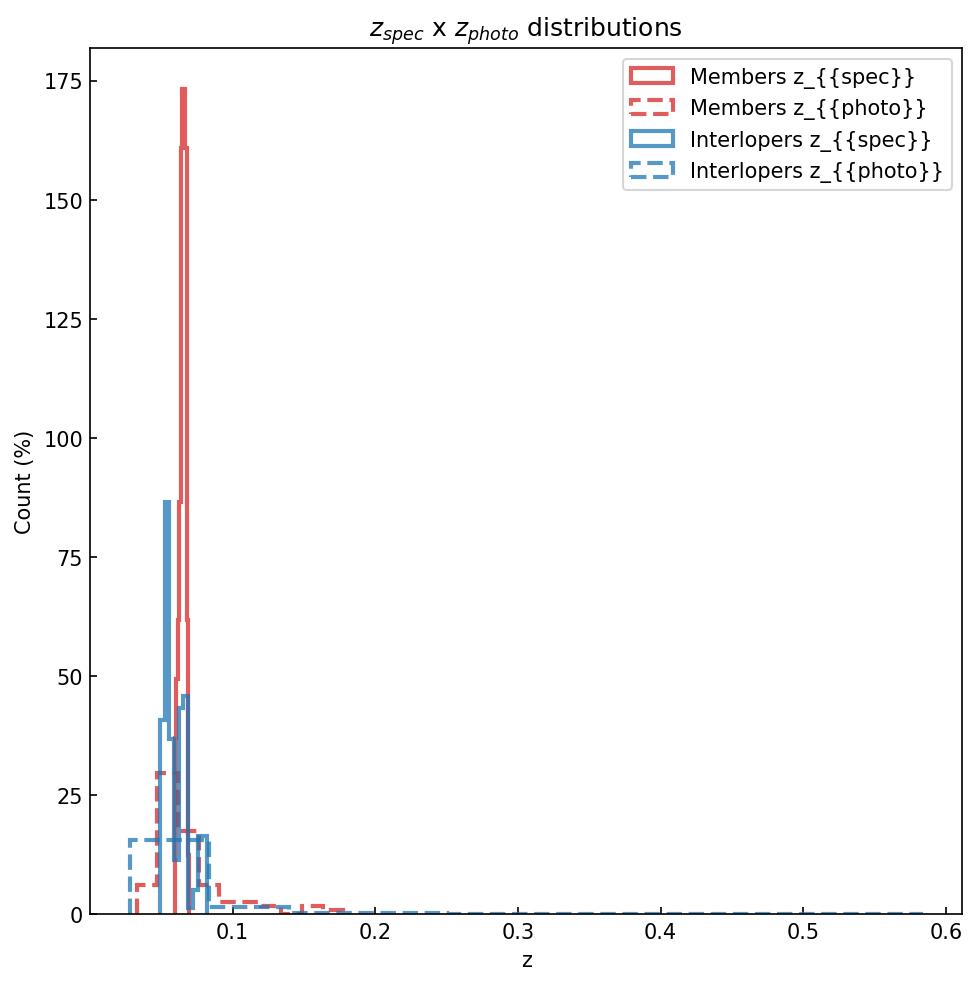 z_spec x z_photo distributions
Members z_{{spec}}
Members z_{{photo}}
Interlopers z_{{spec}}
Interlopers z_{{photo}}
175
150
125
100
75
50
25
0
Count (%)
0.1 0.2 0.3 0.4 0.5 0.6
z